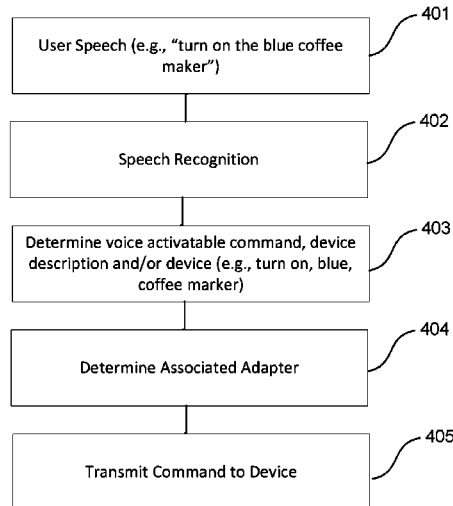 401
User Speech (e.g., “turn on the blue coffee
maker”)
402
Speech Recognition
403
Determine voice activatable command, device
description and/or device (e.g., turn on, blue,
coffee marker)
404
Determine Associated Adapter
405
Transmit Command to Device